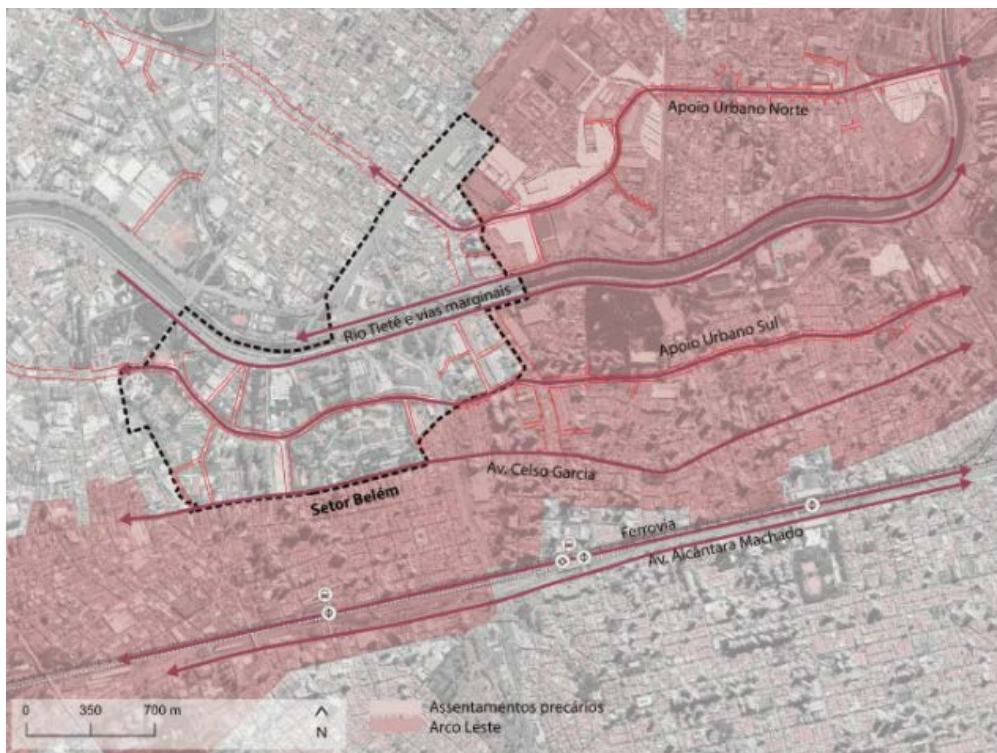 Apoio Urbano Norte
Rio Tietê e vias marginais
Apoio Urbano Sul
Av. Celso Garcia
Setor Belém
Ferrovia
Av. Alcântara Machado
0 350 700 m
N
Assentamentos precários
Arco Leste